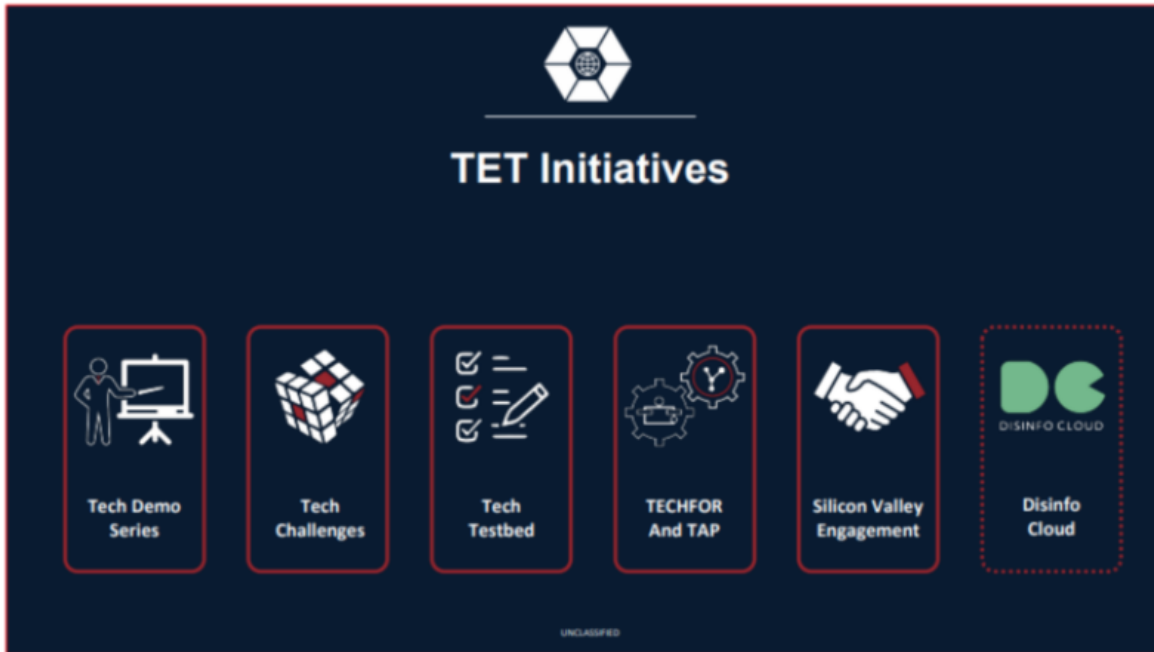 TET Initiatives
Tech Demo
Series
Tech
Challenges
Tech
Testbed
TECHFOR
And TAP
Silicon Valley
Engagement
DC
DISINFO CLOUD
Disinfo
Cloud
UNCLASSIFIED